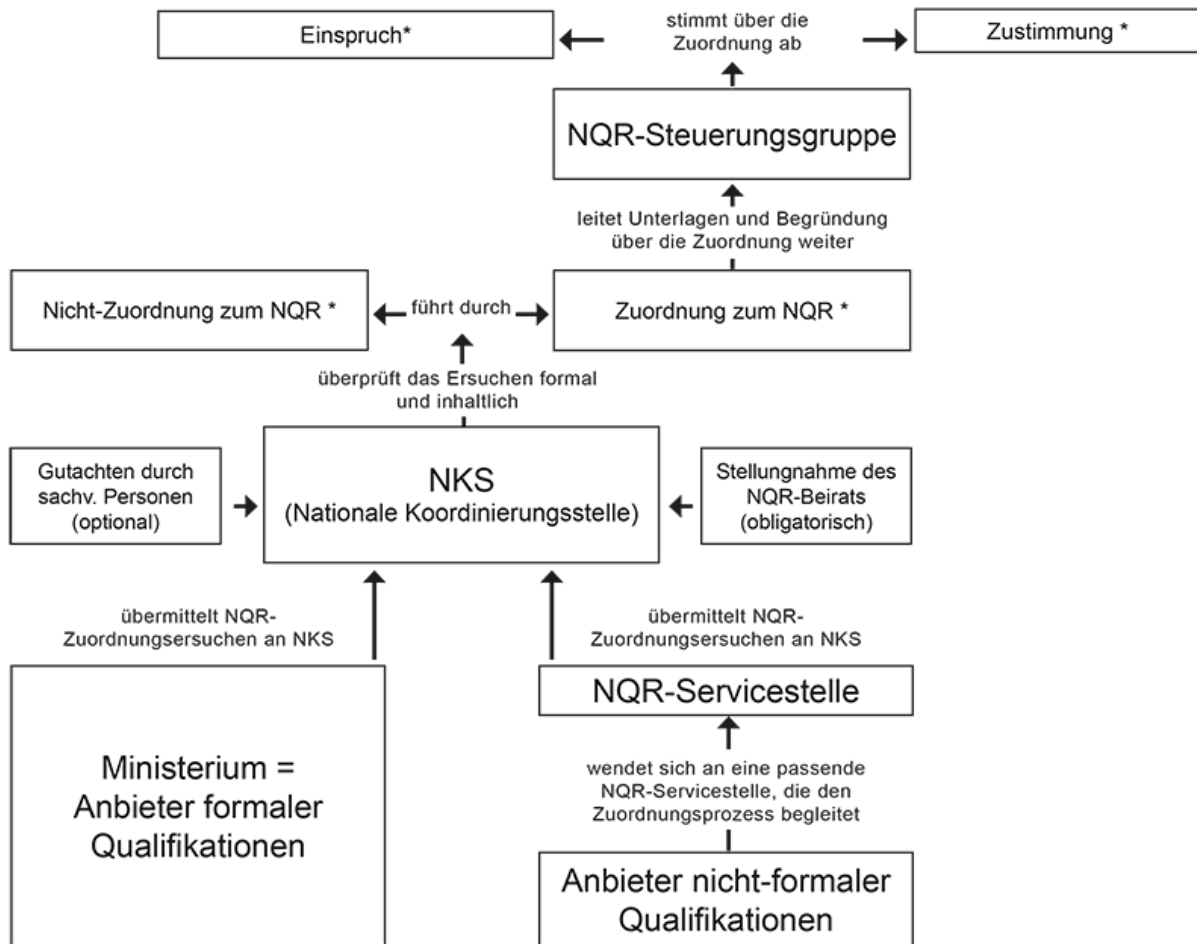 Einspruch*
stimmt über die
Zuordnung ab
Zustimmung *
NQR-Steuerungsgruppe
leitet Unterlagen und Begründung
über die Zuordnung weiter
Nicht-Zuordnung zum NQR *
führt durch
Zuordnung zum NQR *
überprüft das Ersuchen formal
und inhaltlich
Gutachten durch
sachv. Personen
(optional)
NKS
(Nationale Koordinierungsstelle)
Stellungnahme des
NQR-Beirats
(obligatorisch)
übermittelt NQR-
Zuordnungsersuchen an NKS
übermittelt NQR-
Zuordnungsersuchen an NKS
Ministerium =
Anbieter formaler
Qualifikationen
NQR-Servicestelle
wendet sich an eine passende
NQR-Servicestelle, die den
Zuordnungsprozess begleitet
Anbieter nicht-formaler
Qualifikationen